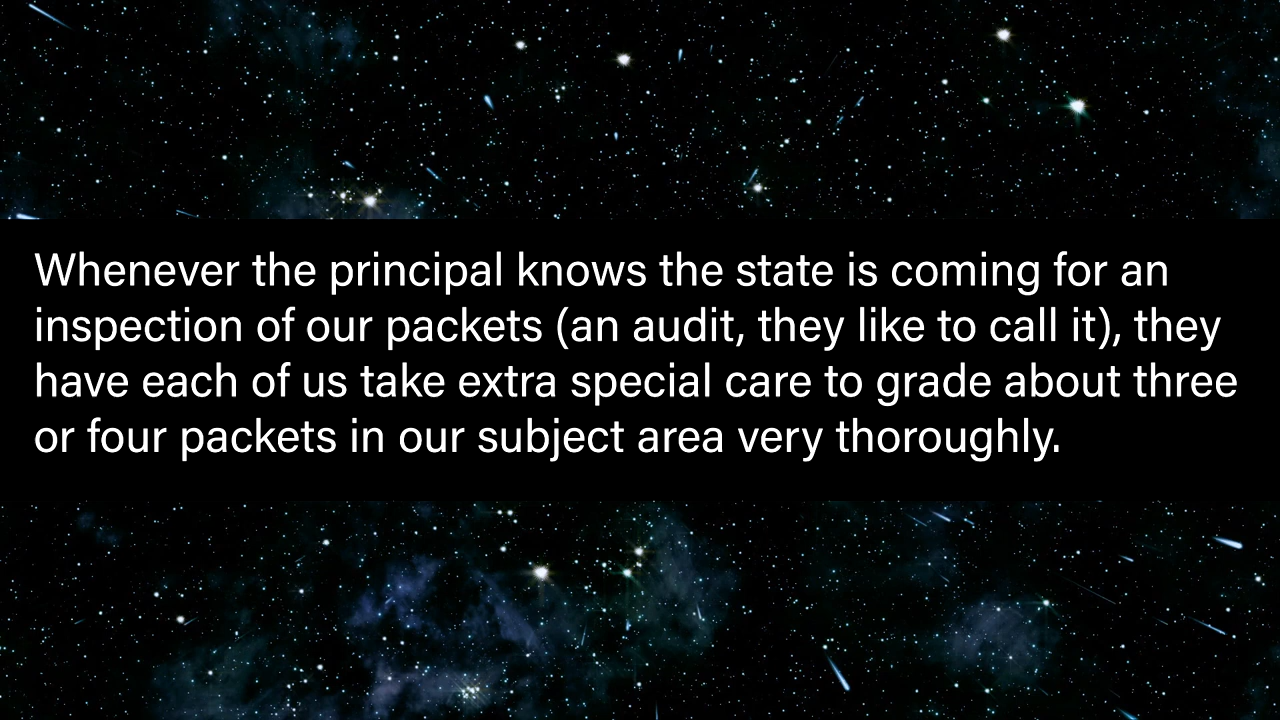 Whenever the principal knows the state is coming for an
inspection of our packets (an audit, they like to call it), they
have each of us take extra special care to grade about three
or four packets in our subject area very thoroughly.